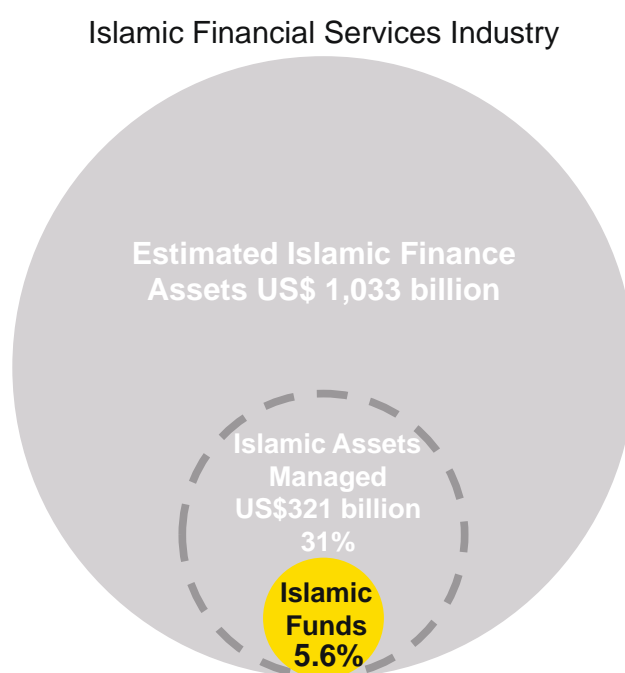 Islamic Financial Services Industry
Estimated Islamic Finance
Assets US$ 1,033 billion
Islamic Assets
Managed
US$321 billion
31%
Islamic
Funds
5.6%